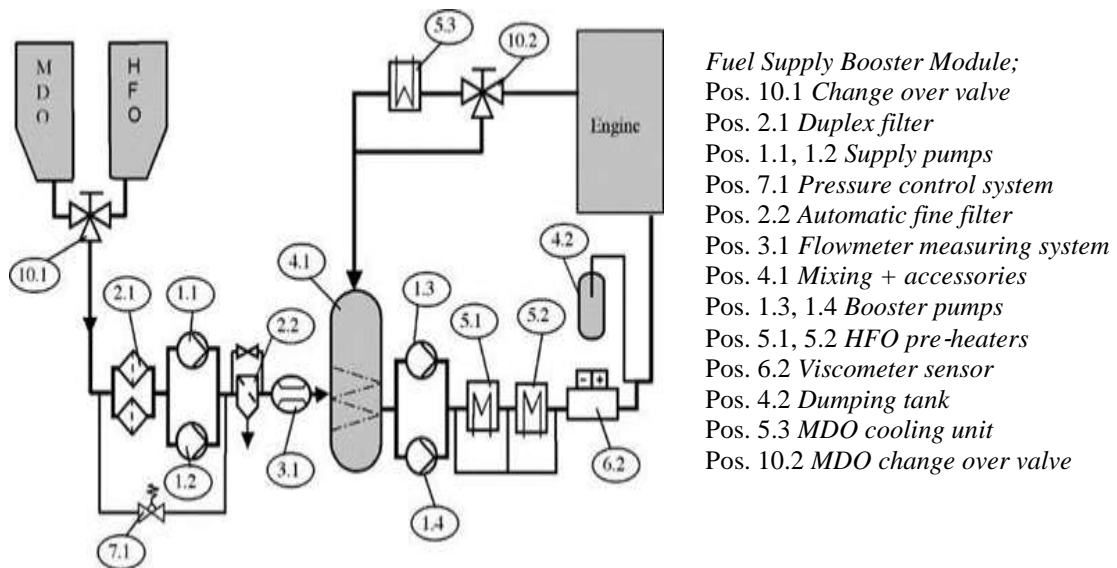 MDO
HFO
5.3
10.2
Engine
4.2
10.1
4.1
2.1
1.1
1.3
2.2
5.1
5.2
- +
3.1
6.2
1.2
1.4
7.1
Fuel Supply Booster Module;
Pos. 10.1 Change over valve
Pos. 2.1 Duplex filter
Pos. 1.1, 1.2 Supply pumps
Pos. 7.1 Pressure control system
Pos. 2.2 Automatic fine filter
Pos. 3.1 Flowmeter measuring system
Pos. 4.1 Mixing + accessories
Pos. 1.3, 1.4 Booster pumps
Pos. 5.1, 5.2 HFO pre-heaters
Pos. 6.2 Viscometer sensor
Pos. 4.2 Dumping tank
Pos. 5.3 MDO cooling unit
Pos. 10.2 MDO change over valve